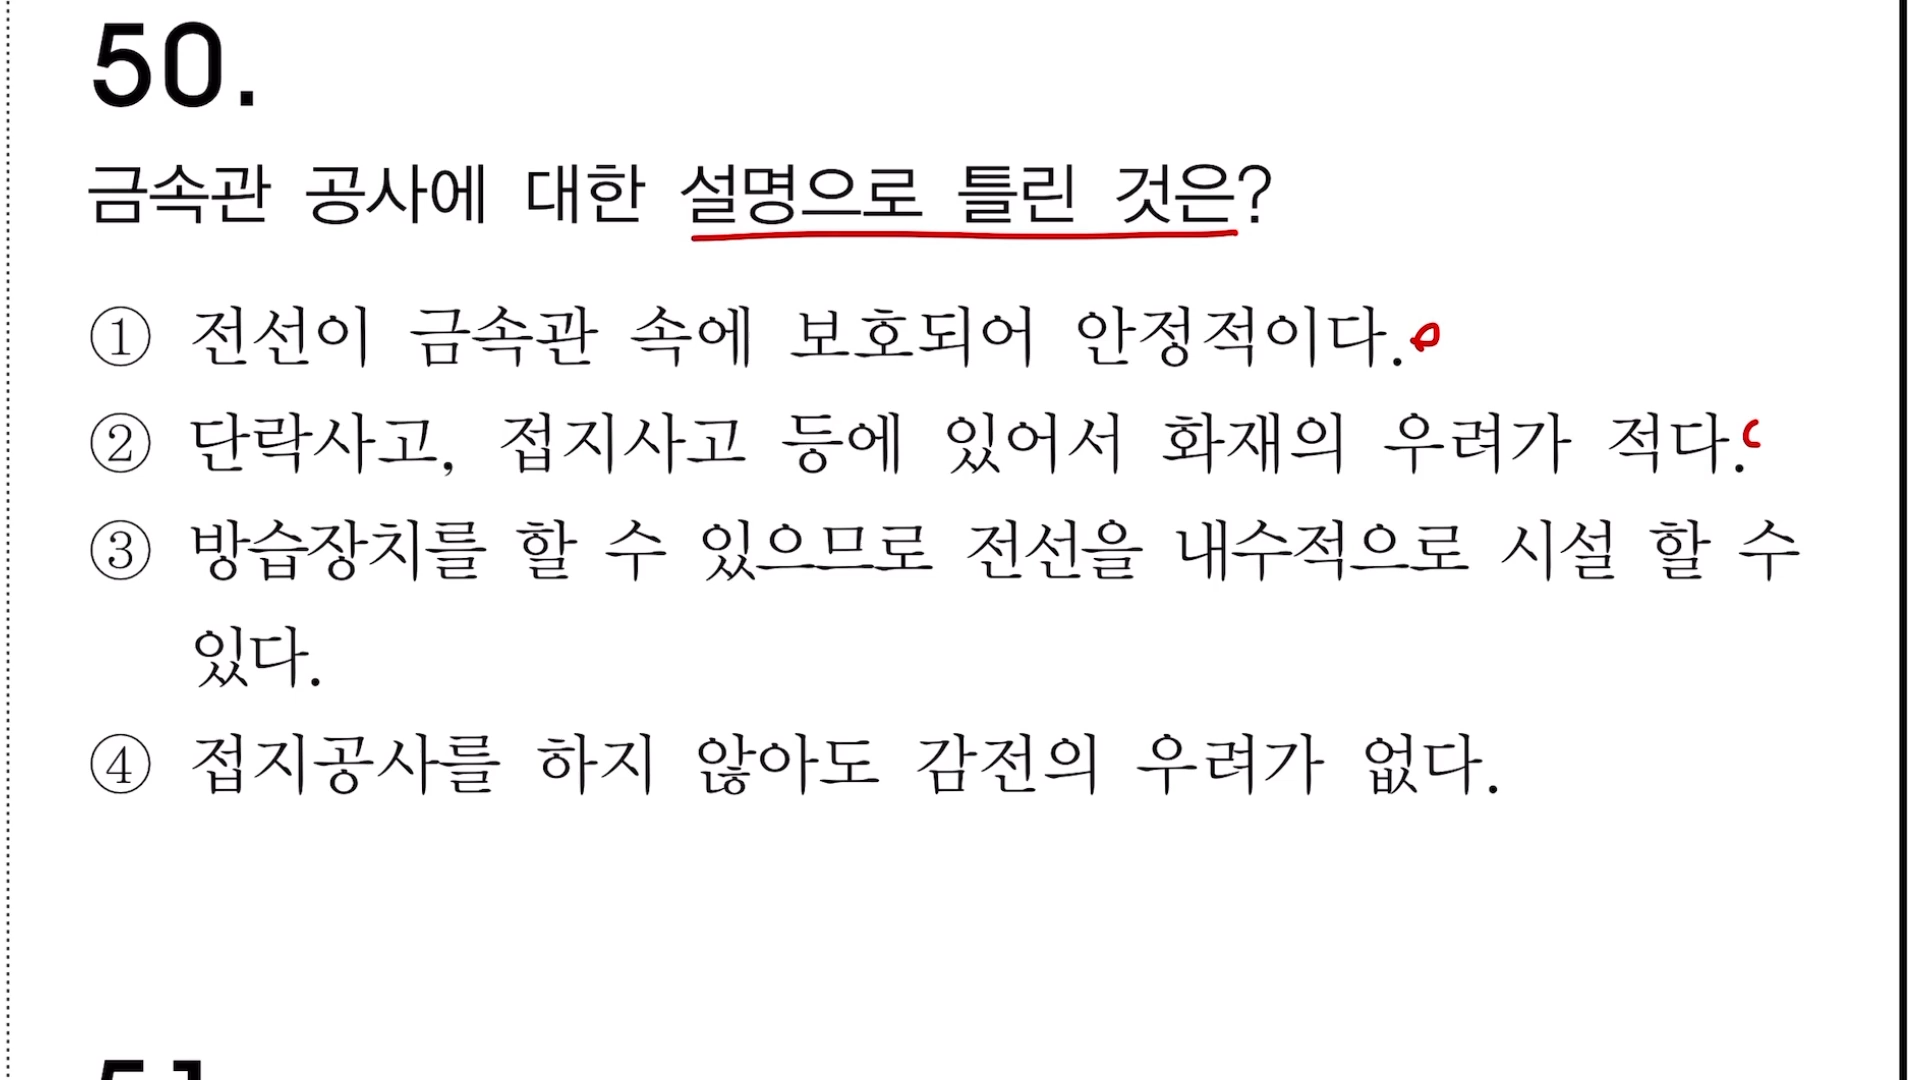 50.
금속관 공사에 대한 설명으로 틀린 것은?
① 전선이 금속관 속에 보호되어 안정적이다.
② 단락사고, 접지사고 등에 있어서 화재의 우려가 적다.
③ 방습장치를 할 수 있으므로 전선을 내수적으로 시설 할 수
있다.
④ 접지공사를 하지 않아도 감전의 우려가 없다.